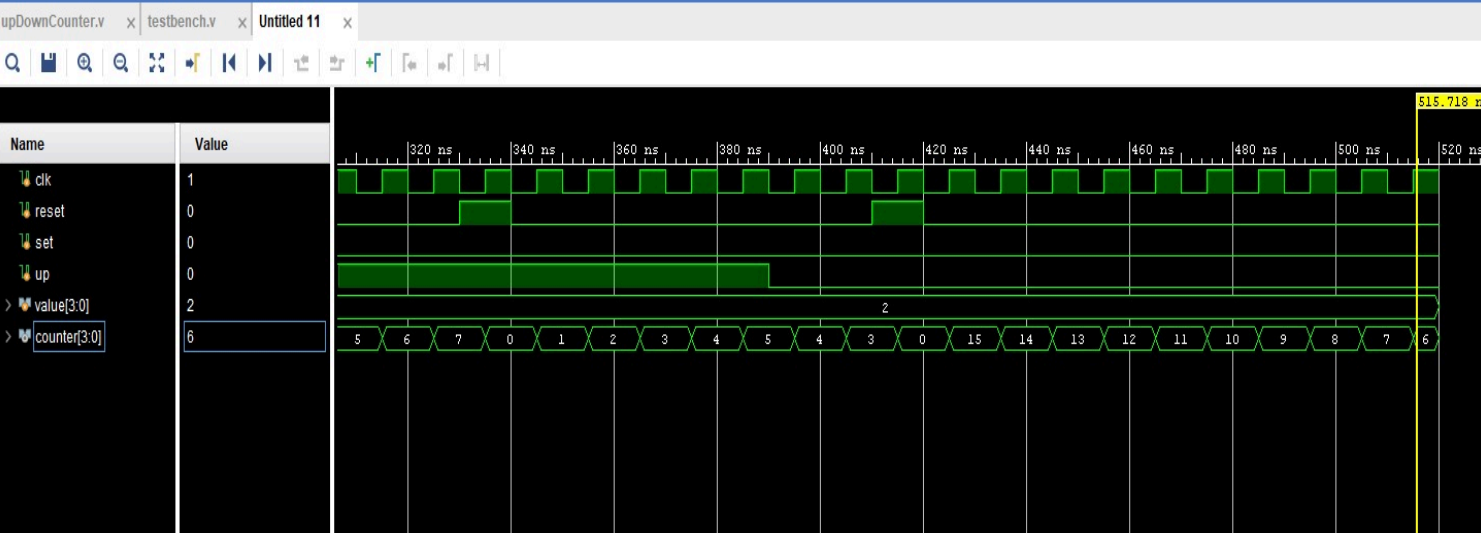 upDownCounter.v × testbench.v × Untitled 11 ×
515.718 n
Name Value
320 ns 340 ns 360 ns 380 ns 400 ns 420 ns 440 ns 460 ns 480 ns 500 ns 520 ns
clk 1
reset 0
set 0
up 0
value[3:0] 2 2
counter[3:0] 6 5 6 7 0 1 2 3 4 5 4 3 0 15 14 13 12 11 10 9 8 7 6